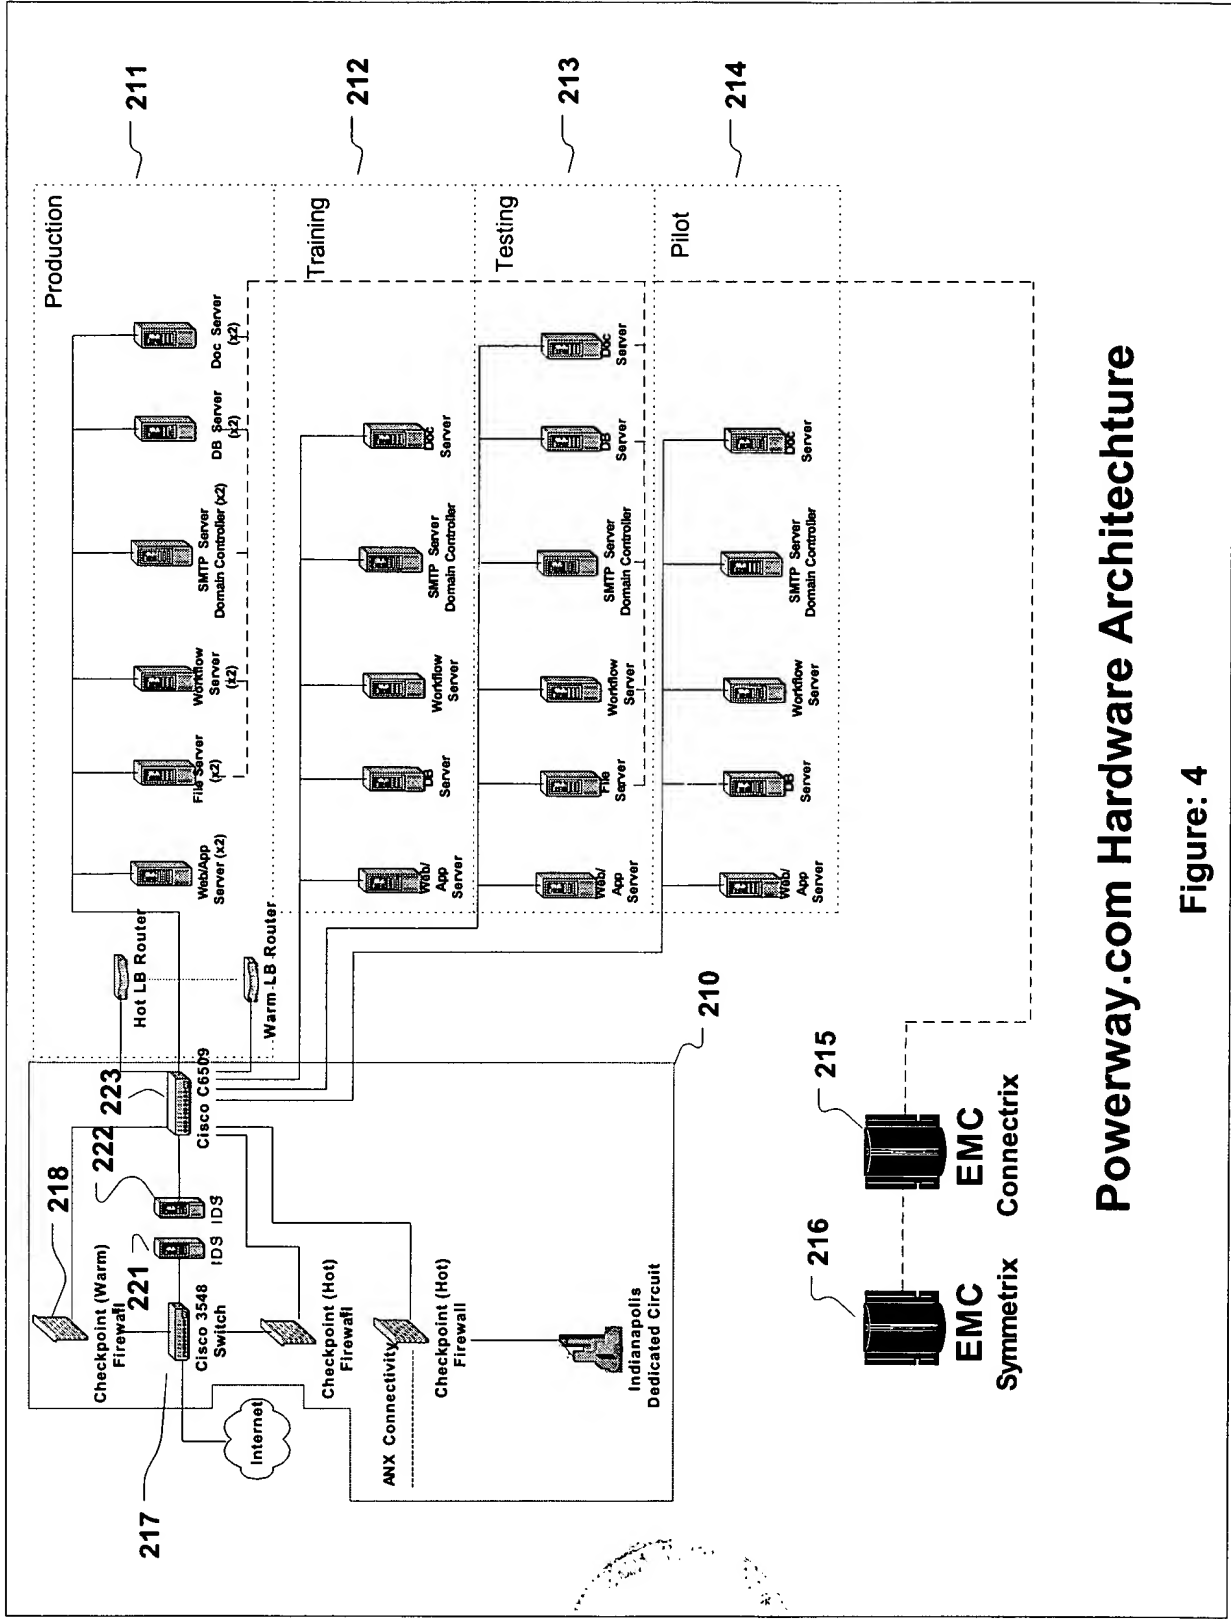 211
212
213
214
Production
Doc Server
(x2)
DB Server
(x2)
SMTP Server
Domain Controller (x2)
Workflow
Server
(x2)
File Server
(x2)
Web/App
Server (x2)
Hot LB Router
Warm LB Router
Training
Doc
Server
SMTP Server
Domain Controller
Workflow
Server
DB
Server
Web/
App
Server
Testing
Doc
Server
DB
Server
SMTP Server
Domain Controller
Workflow
Server
File
Server
Web/
App
Server
Pilot
Doc
Server
SMTP Server
Domain Controller
Workflow
Server
DB
Server
Web/
App
Server
210
223
Cisco C6509
222
IDS
221
IDS
218
Checkpoint (Warm)
Firewall
Cisco 3548
Switch
217
Internet
Checkpoint (Hot)
Firewall
ANX Connectivity
Checkpoint (Hot)
Firewall
Indianapolis
Dedicated Circuit
215
EMC
Connectrix
216
EMC
Symmetrix
Powerway.com Hardware Architechture
Figure: 4